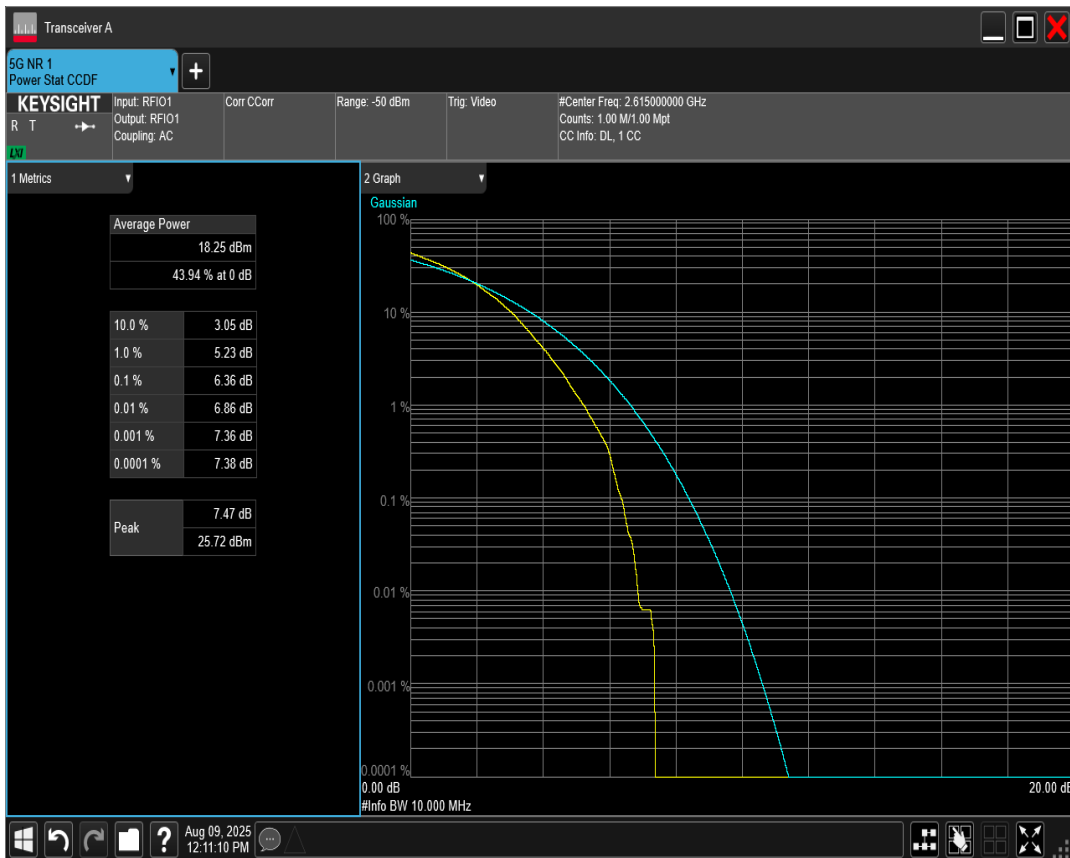 Transceiver A
5G NR 1
Power Stat CCDF
KEYSIGHT
R T
LXI
Input: RFIO1
Output: RFIO1
Coupling: AC
Corr CCorr
Range: -50 dBm
Trig: Video
#Center Freq: 2.615000000 GHz
Counts: 1.00 M/1.00 Mpt
CC Info: DL, 1 CC
1 Metrics
Average Power
18.25 dBm
43.94 % at 0 dB
10.0 % 3.05 dB
1.0 % 5.23 dB
0.1 % 6.36 dB
0.01 % 6.86 dB
0.001 % 7.36 dB
0.0001 % 7.38 dB
Peak
7.47 dB
25.72 dBm
2 Graph
Gaussian
100 %
10 %
1 %
0.1 %
0.01 %
0.001 %
0.0001 %
0.00 dB 20.00 dB
#Info BW 10.000 MHz
? Aug 09, 2025
12:11:10 PM